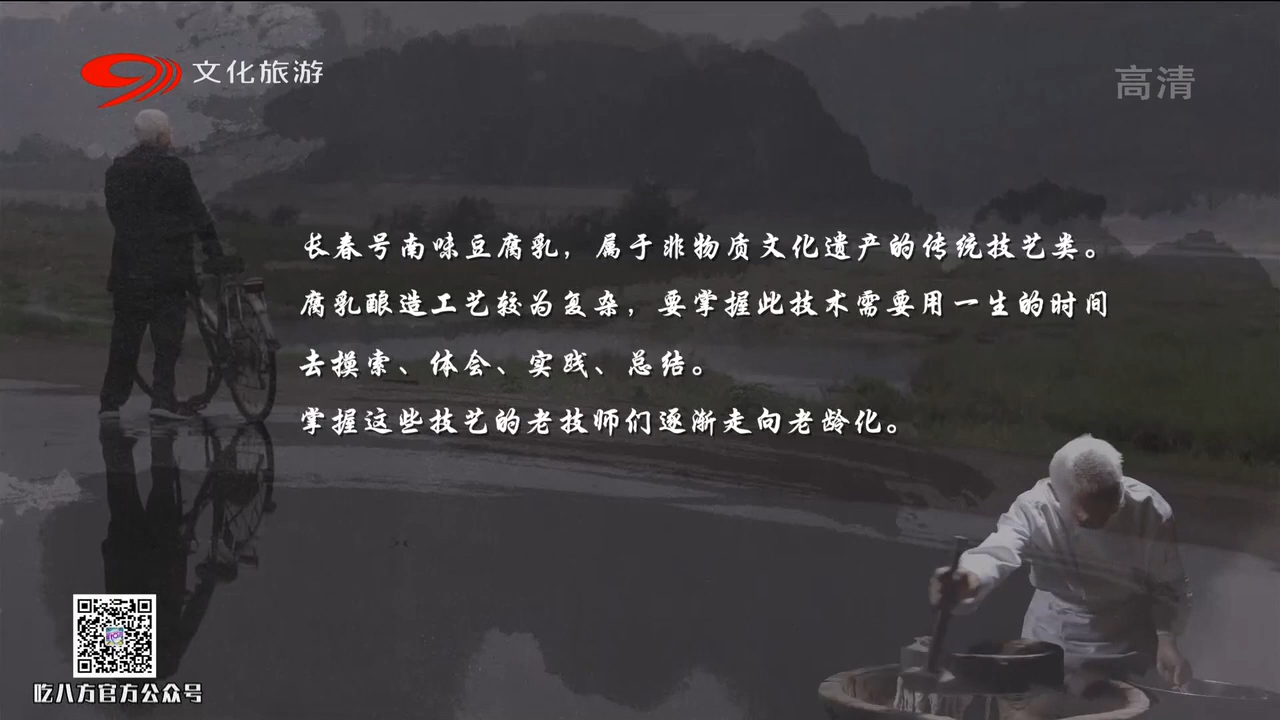 文化旅游
高清
长春号南味豆腐乳，属于非物质文化遗产的传统技艺类。
腐乳酿造工艺较为复杂，要掌握此技术需要用一生的时间
去摸索、体会、实践、总结。
掌握这些技艺的老技师们逐渐走向老龄化。
吃八方官方公众号